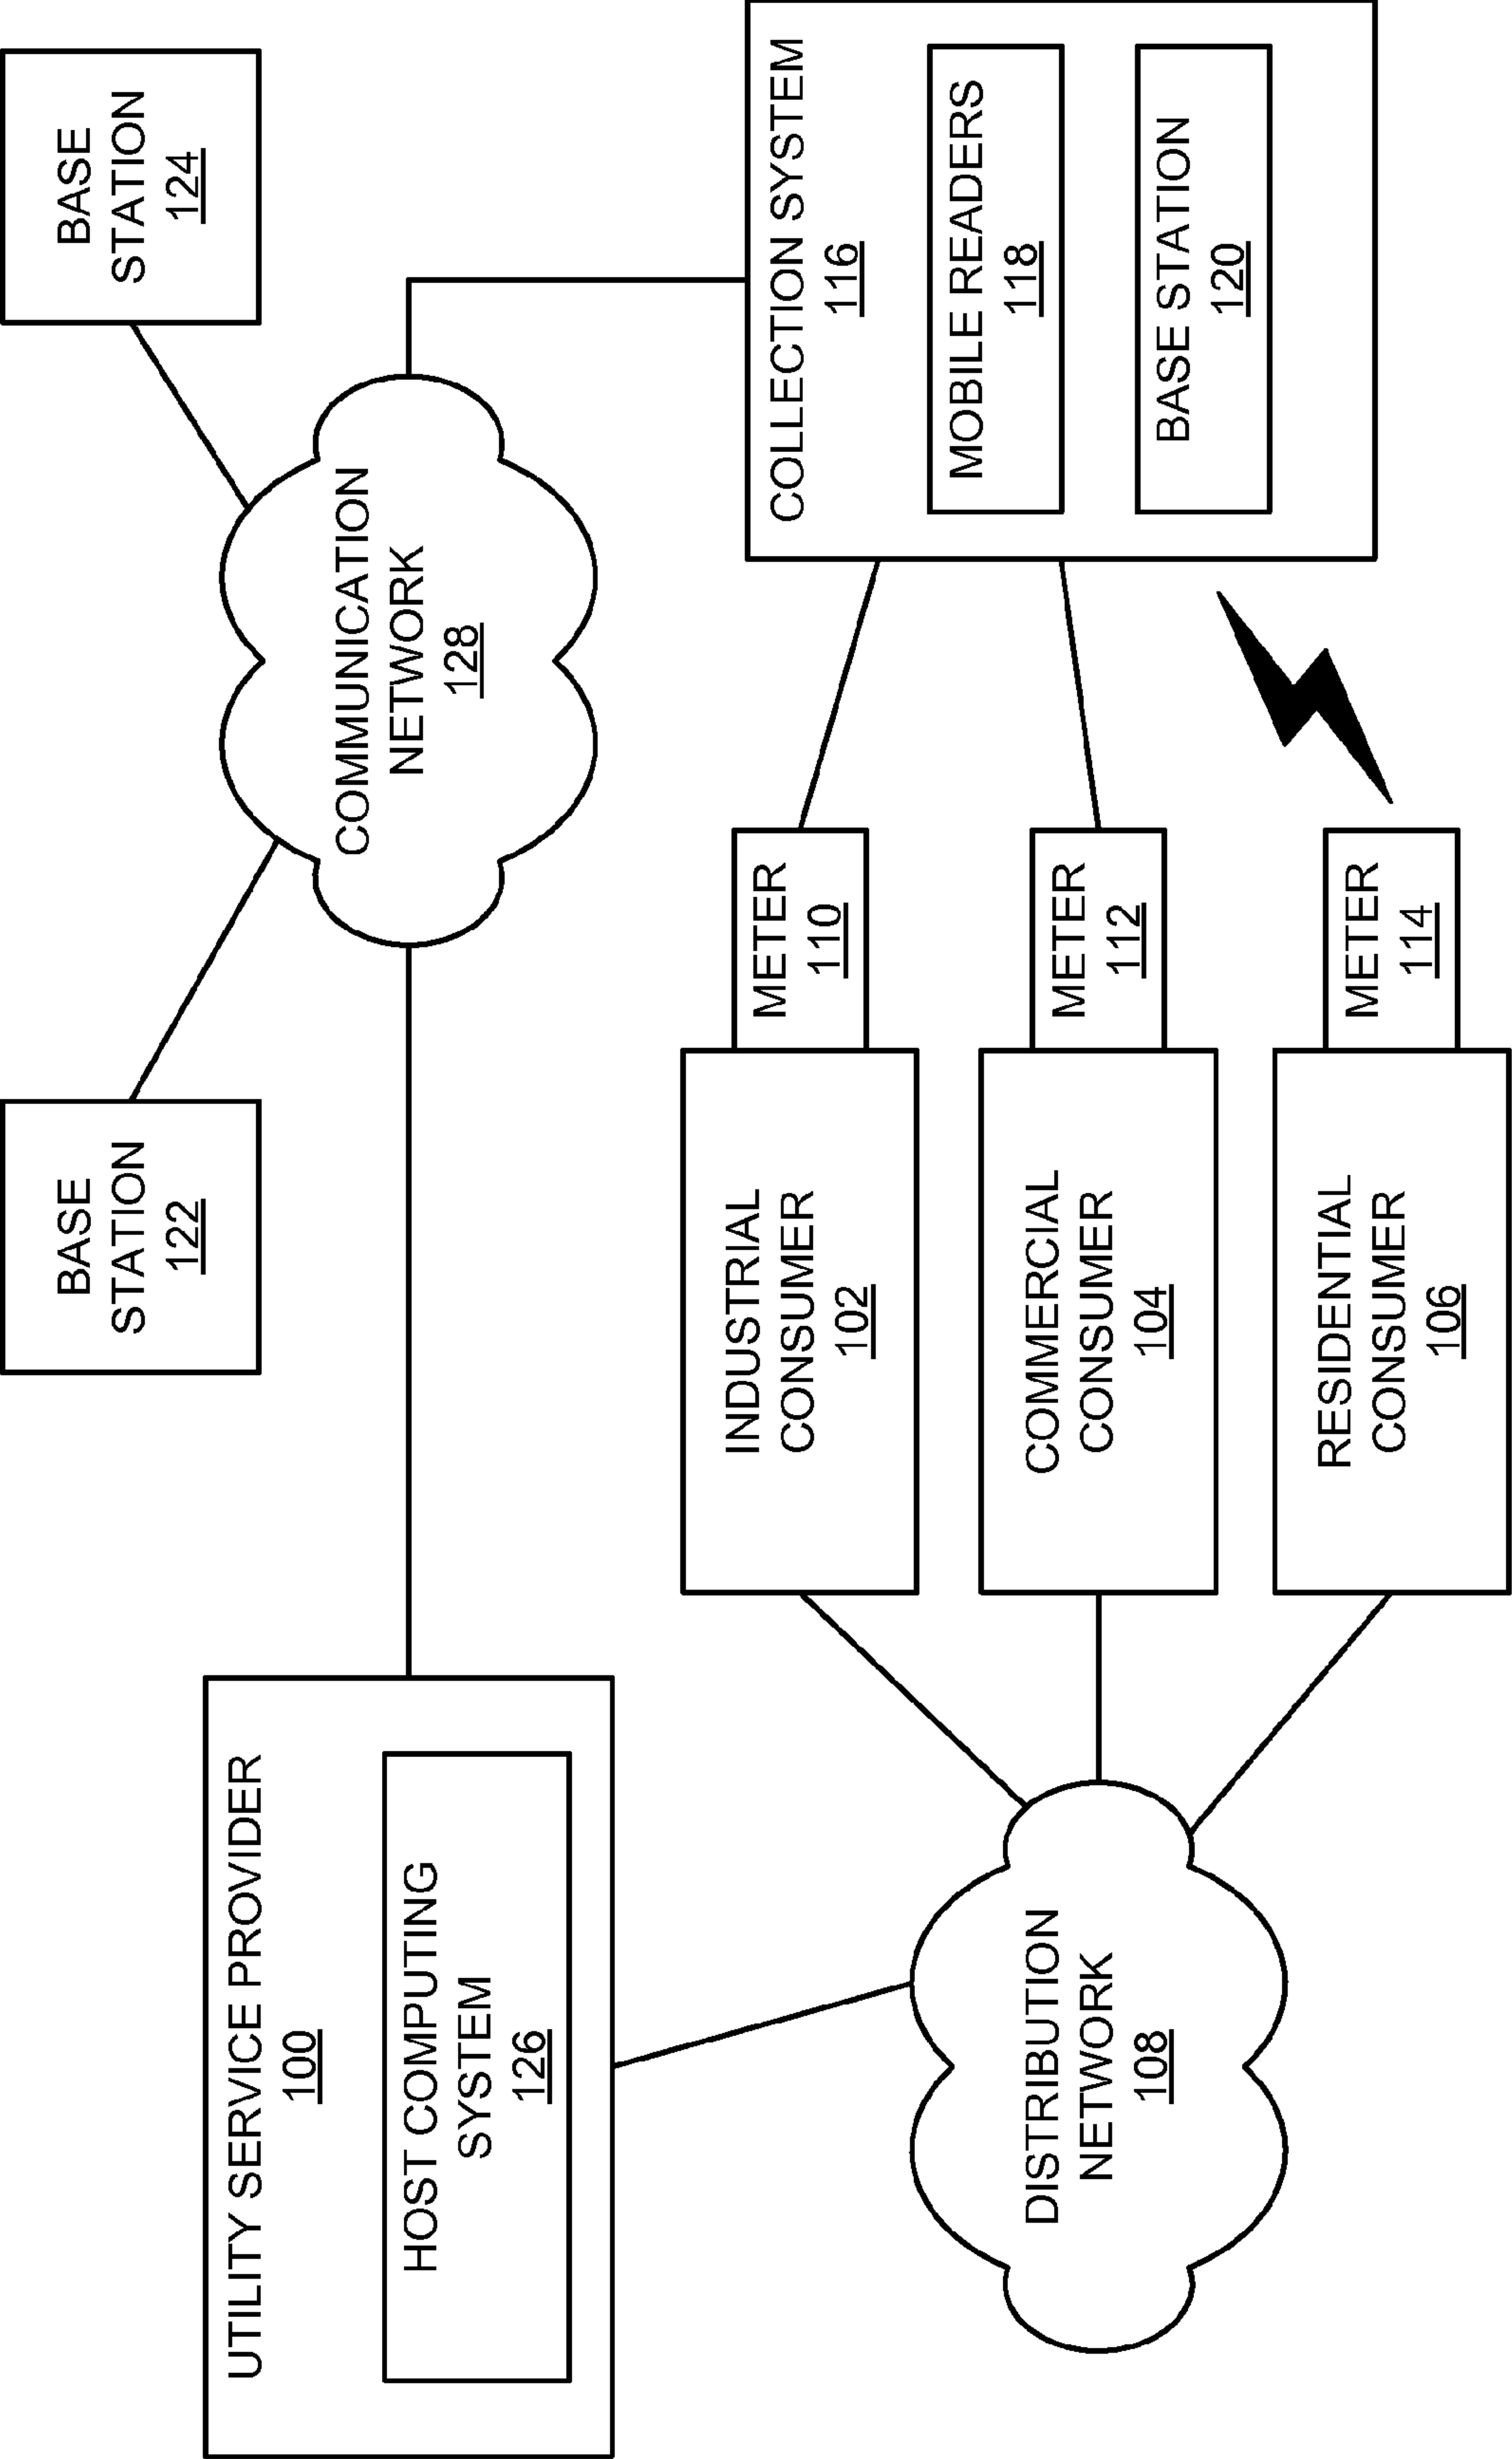 UTILITY SERVICE PROVIDER
100
HOST COMPUTING
SYSTEM
126
BASE
STATION
122
BASE
STATION
124
COMMUNICATION
NETWORK
128
DISTRIBUTION
NETWORK
108
INDUSTRIAL
CONSUMER
102
METER
110
COMMERCIAL
CONSUMER
104
METER
112
RESIDENTIAL
CONSUMER
106
METER
114
COLLECTION SYSTEM
116
MOBILE READERS
118
BASE STATION
120